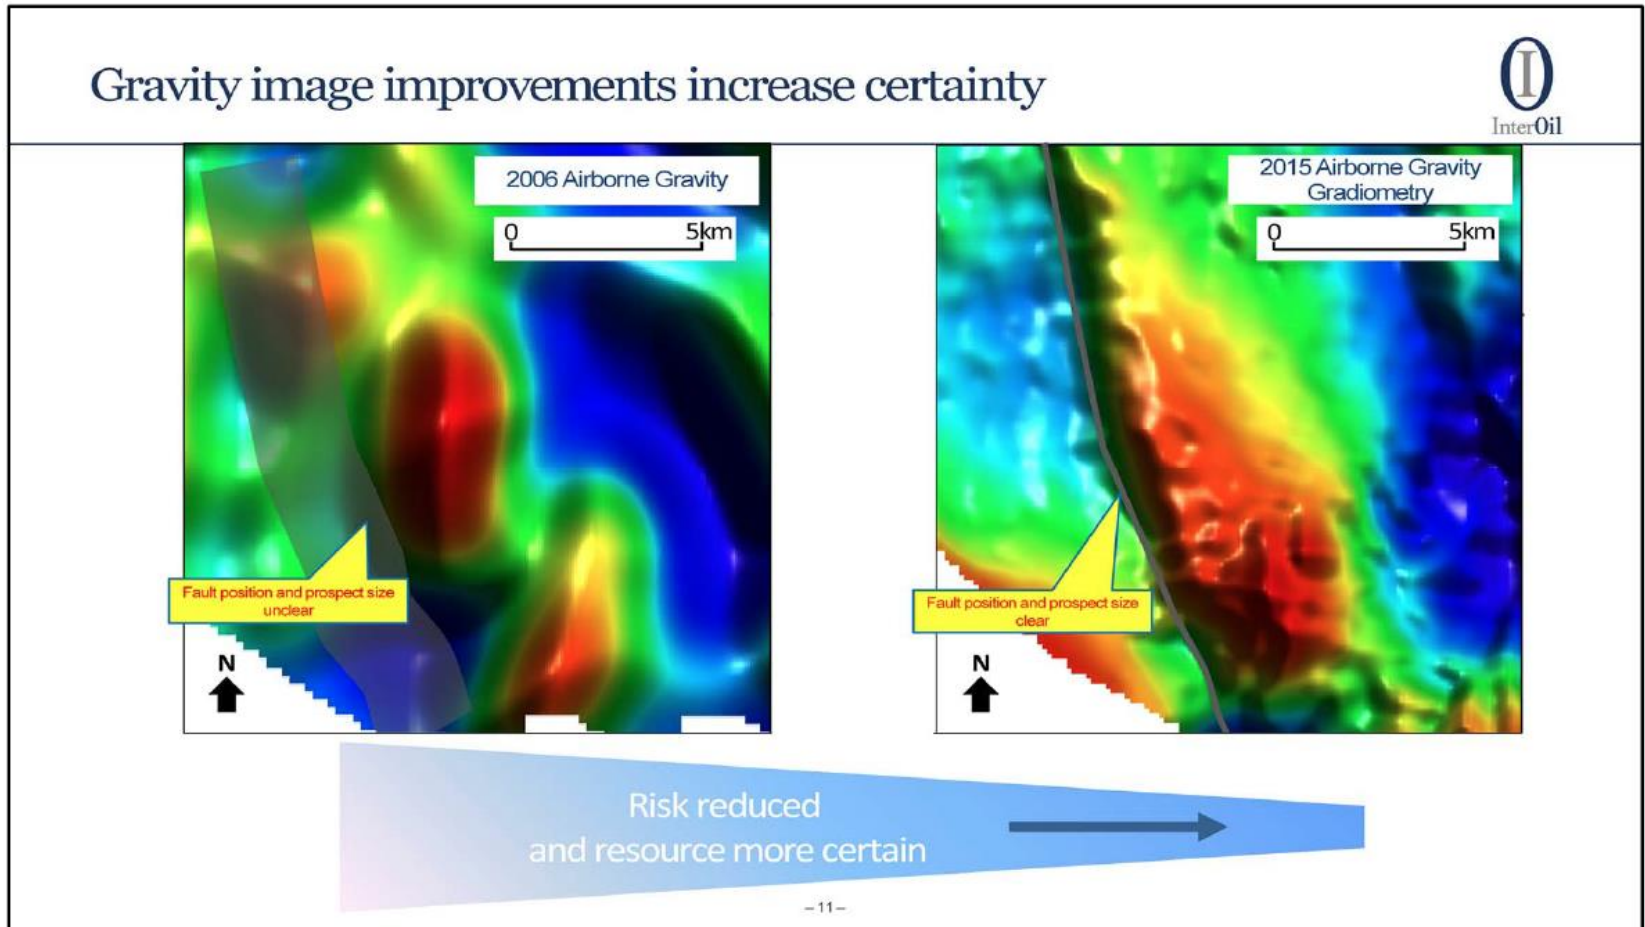 Gravity image improvements increase certainty
InterOil
2006 Airborne Gravity
0 5km
Fault position and prospect size
unclear
N
2015 Airborne Gravity
Gradiometry
0 5km
Fault position and prospect size
clear
N
Risk reduced
and resource more certain
– 11 –